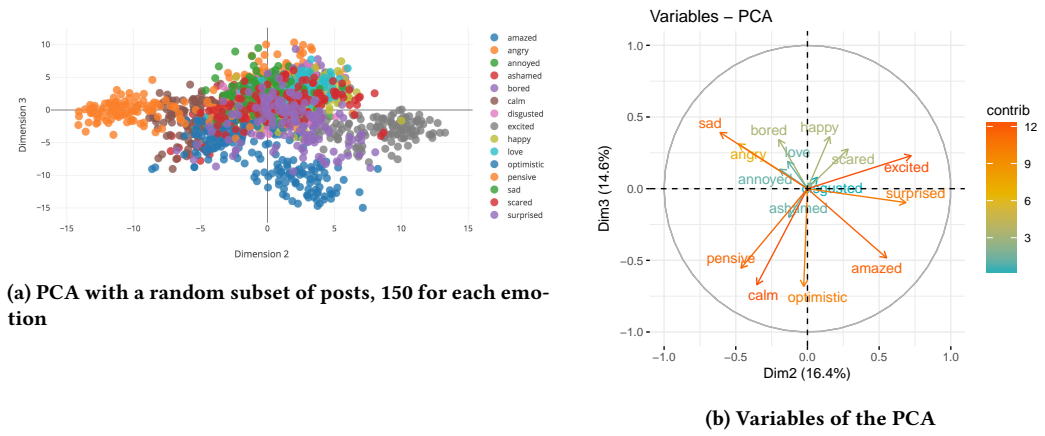 10
5
0
−5
−10
−15
−15
−10
−5
0
5
10
15
Dimension 3
Dimension 2
amazed
angry
annoyed
ashamed
bored
calm
disgusted
excited
happy
love
optimistic
pensive
sad
scared
surprised
(a) PCA with a random subset of posts, 150 for each emo-
tion
Variables − PCA
1.0
0.5
0.0
−0.5
−1.0
−1.0
−0.5
0.0
0.5
1.0
Dim3 (14.6%)
Dim2 (16.4%)
sad
bored
happy
angry
love
scared
excited
annoyed
surprised
ashamed
pensive
amazed
calm
optimistic
contrib
12
9
6
3
(b) Variables of the PCA